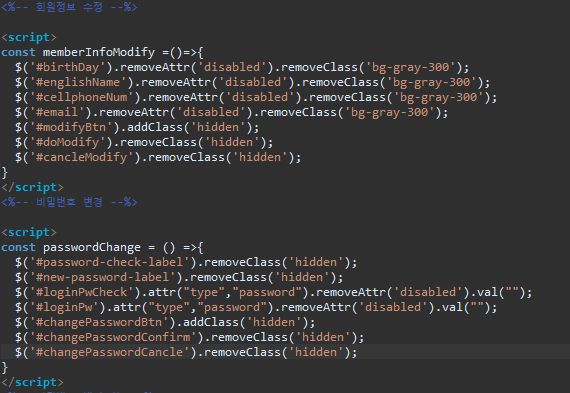 <%-- 회원정보 수정 --%>
<script>
const memberInfoModify =()=>{
$('#birthDay').removeAttr('disabled').removeClass('bg-gray-300');
$('#englishName').removeAttr('disabled').removeClass('bg-gray-300');
$('#cellphoneNum').removeAttr('disabled').removeClass('bg-gray-300');
$('#email').removeAttr('disabled').removeClass('bg-gray-300');
$('#modifyBtn').addClass('hidden');
$('#doModify').removeClass('hidden');
$('#cancleModify').removeClass('hidden');
}
</script>
<%-- 비밀번호 변경 --%>
<script>
const passwordChange = () =>{
$('#password-check-label').removeClass('hidden');
$('#new-password-label').removeClass('hidden');
$('#loginPwCheck').attr("type","password").removeAttr('disabled').val("");
$('#loginPw').attr("type","password").removeAttr('disabled').val("");
$('#changePasswordBtn').addClass('hidden');
$('#changePasswordConfirm').removeClass('hidden');
$('#changePasswordCancle').removeClass('hidden');
}
</script>